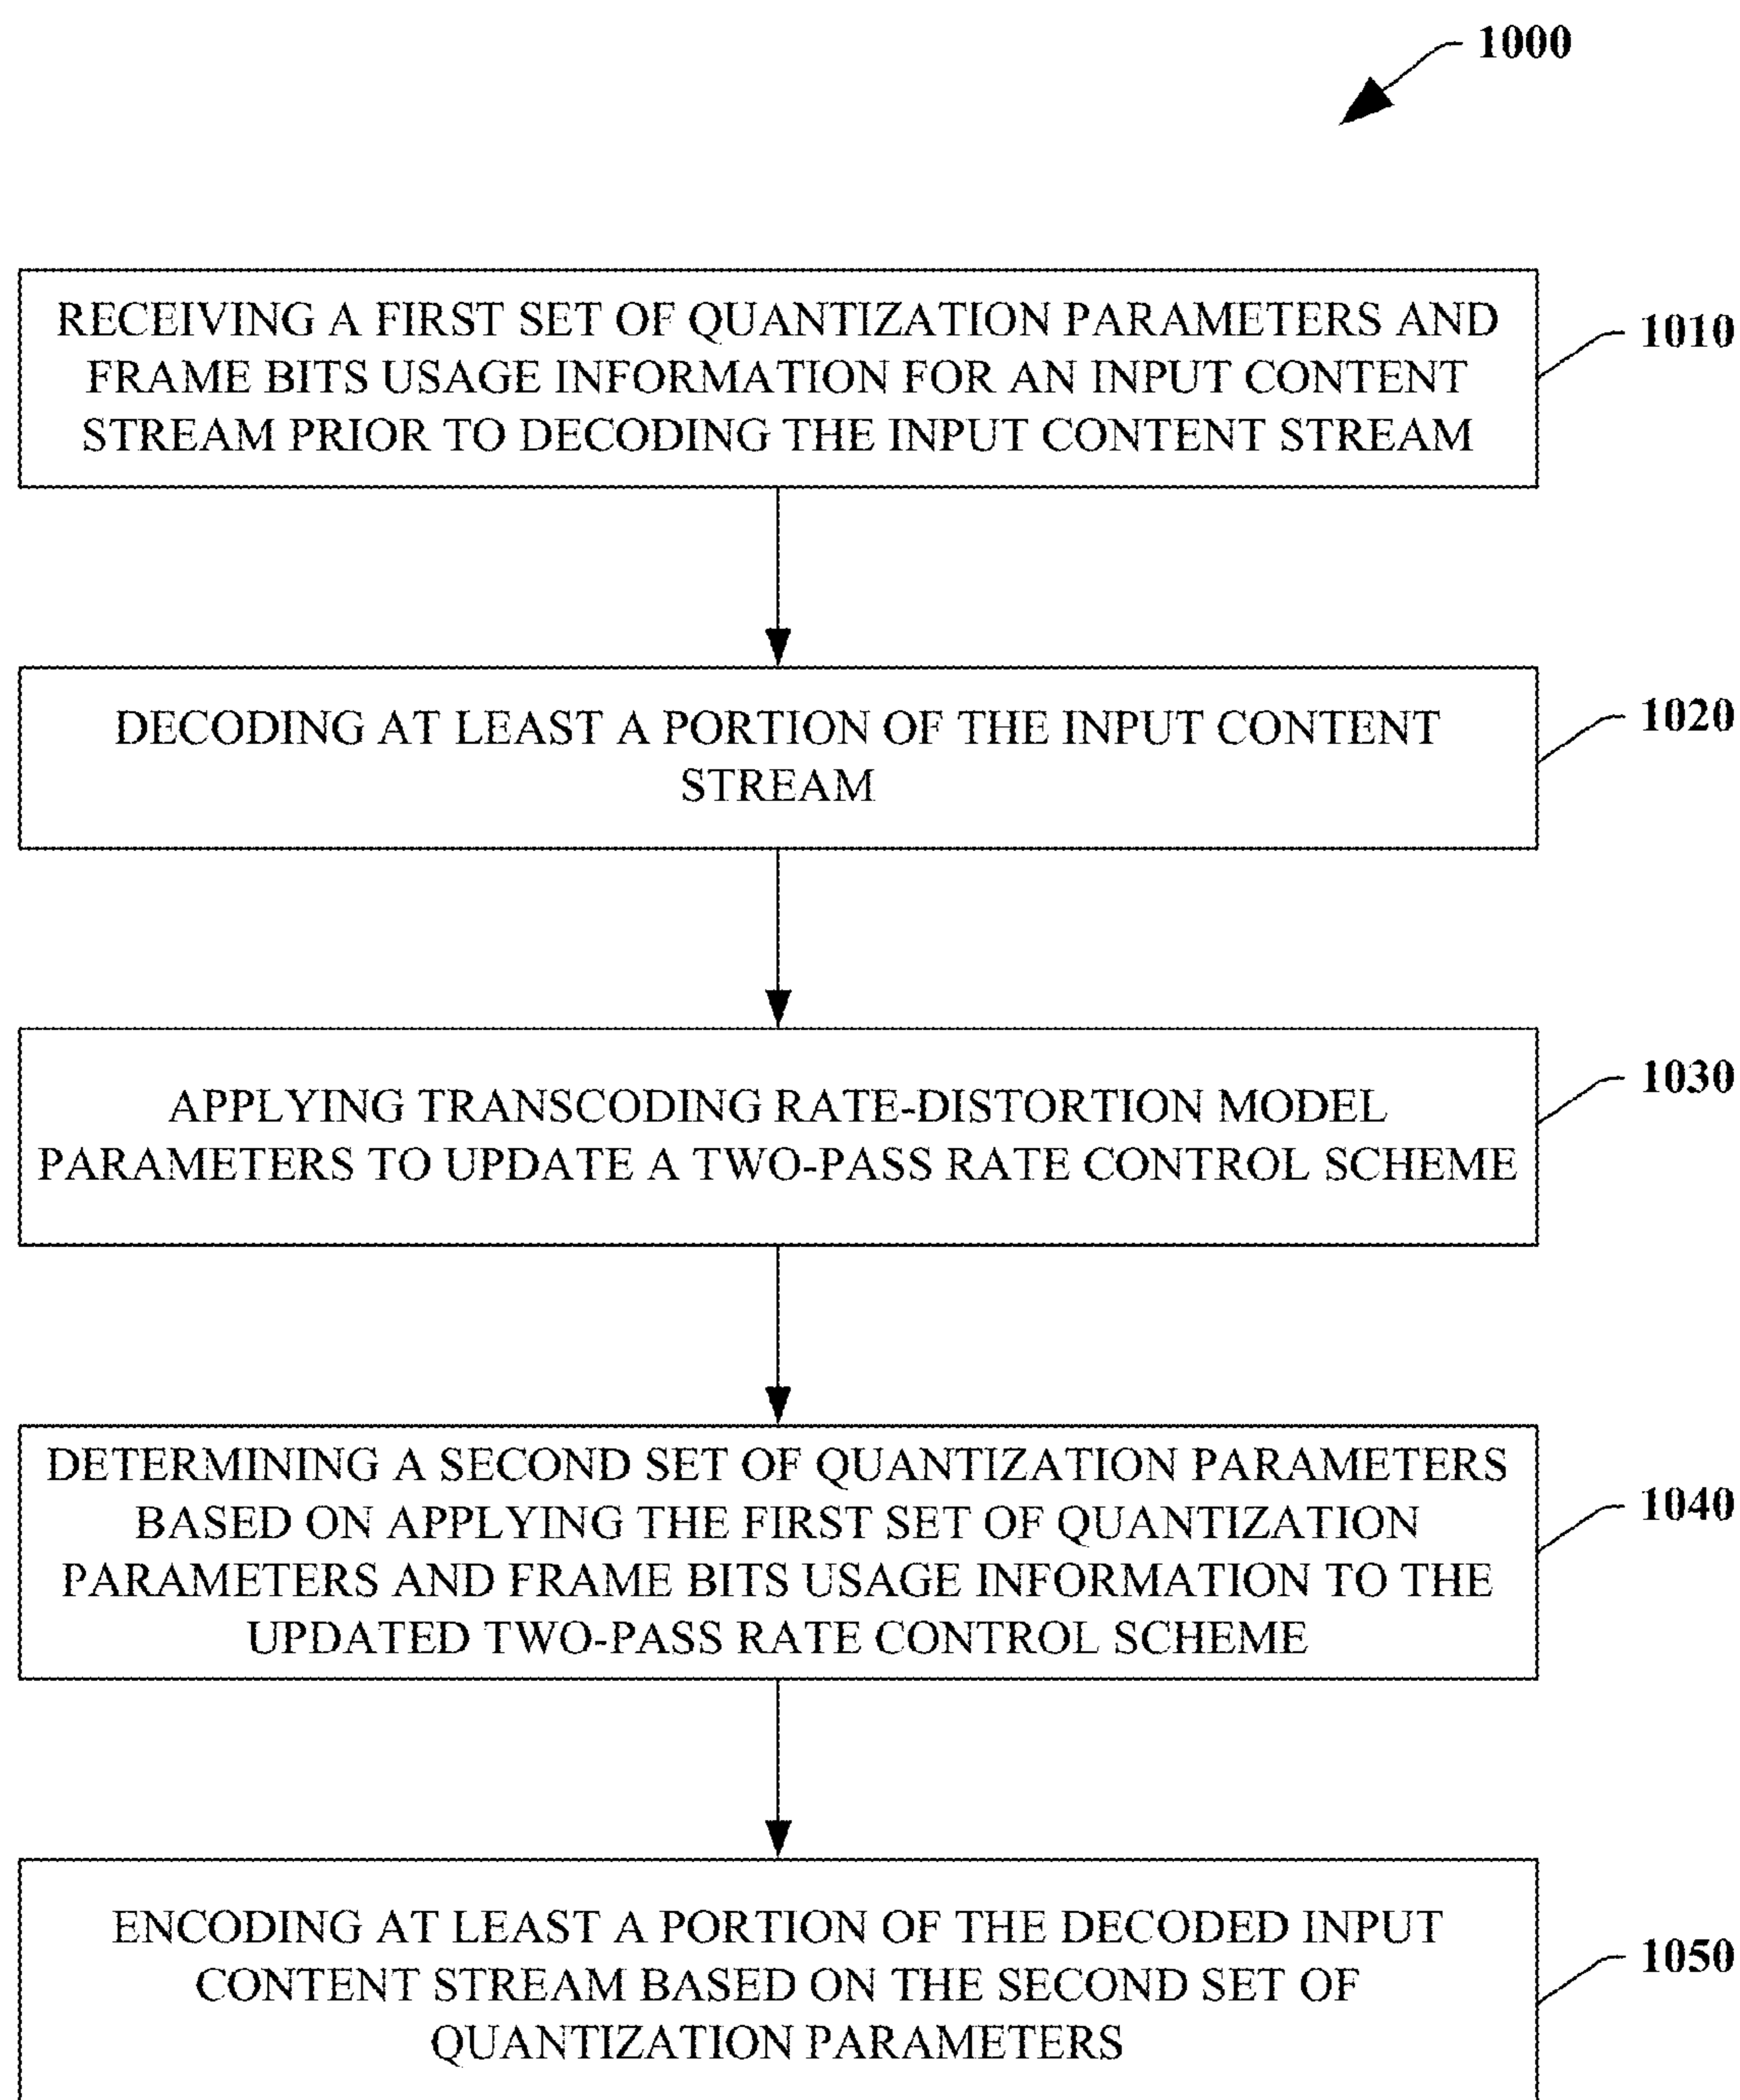 1000
RECEIVING A FIRST SET OF QUANTIZATION PARAMETERS AND
FRAME BITS USAGE INFORMATION FOR AN INPUT CONTENT
STREAM PRIOR TO DECODING THE INPUT CONTENT STREAM
1010
DECODING AT LEAST A PORTION OF THE INPUT CONTENT
STREAM
1020
APPLYING TRANSCODING RATE-DISTORTION MODEL
PARAMETERS TO UPDATE A TWO-PASS RATE CONTROL SCHEME
1030
DETERMINING A SECOND SET OF QUANTIZATION PARAMETERS
BASED ON APPLYING THE FIRST SET OF QUANTIZATION
PARAMETERS AND FRAME BITS USAGE INFORMATION TO THE
UPDATED TWO-PASS RATE CONTROL SCHEME
1040
ENCODING AT LEAST A PORTION OF THE DECODED INPUT
CONTENT STREAM BASED ON THE SECOND SET OF
QUANTIZATION PARAMETERS
1050